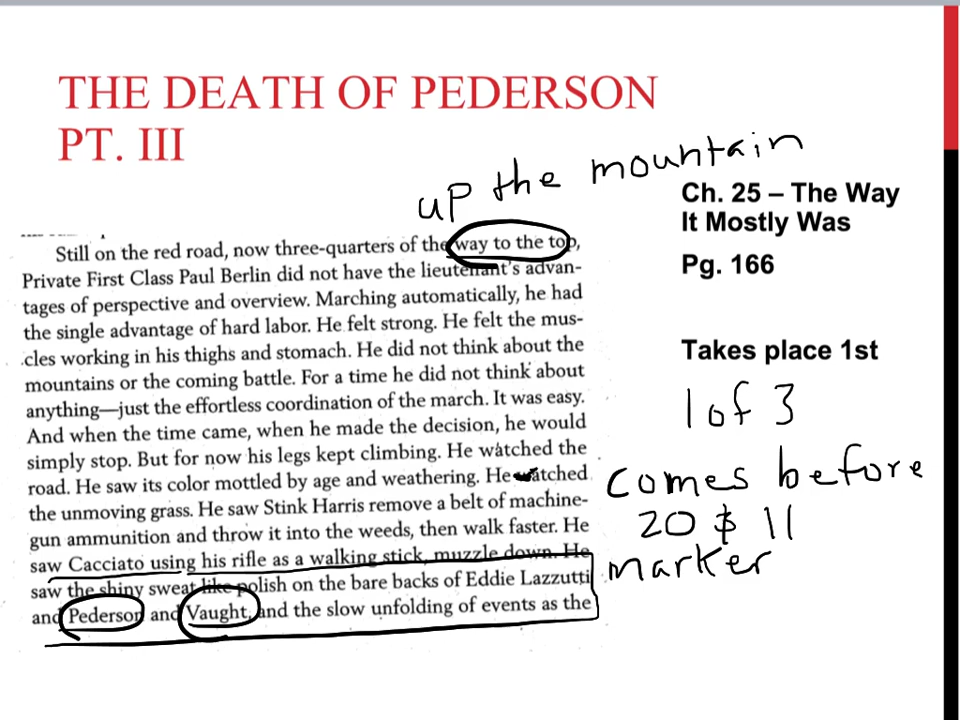 THE DEATH OF PEDERSON
PT. III
up the mountain
Ch. 25 – The Way
It Mostly Was
Pg. 166
Takes place 1st
1 of 3
comes before
20 & 11
marker
Still on the red road, now three-quarters of the way to the top,
Private First Class Paul Berlin did not have the lieutenant's advan-
tages of perspective and overview. Marching automatically, he had
the single advantage of hard labor. He felt strong. He felt the mus-
cles working in his thighs and stomach. He did not think about the
mountains or the coming battle. For a time he did not think about
anything—just the effortless coordination of the march. It was easy.
And when the time came, when he made the decision, he would
simply stop. But for now his legs kept climbing. He watched the
road. He saw its color mottled by age and weathering. He watched
the unmoving grass. He saw Stink Harris remove a belt of machine-
gun ammunition and throw it into the weeds, then walk faster. He
saw Cacciato using his rifle as a walking stick, muzzle down. He
saw the shiny sweat like polish on the bare backs of Eddie Lazzutti
and Pederson and Vaught, and the slow unfolding of events as the